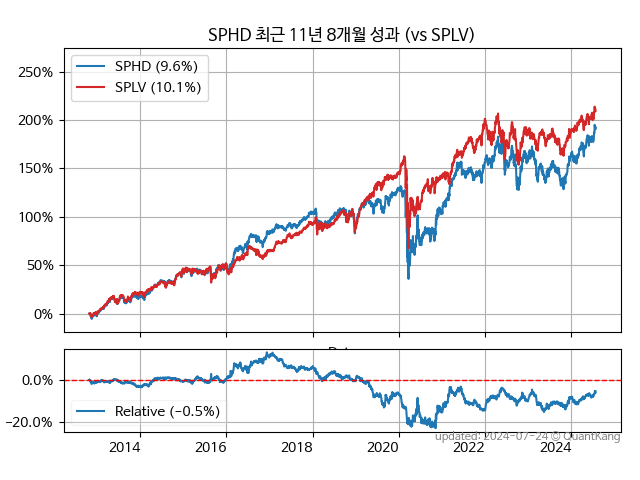 SPHD 최근 11년 8개월 성과 (vs SPLV)
SPHD (9.6%)
SPLV (10.1%)
250%
200%
150%
100%
50%
0%
0.0%
−20.0%
Relative (−0.5%)
2014 2016 2018 2020 2022 2024
updated: 2024-07-24 © QuantKang